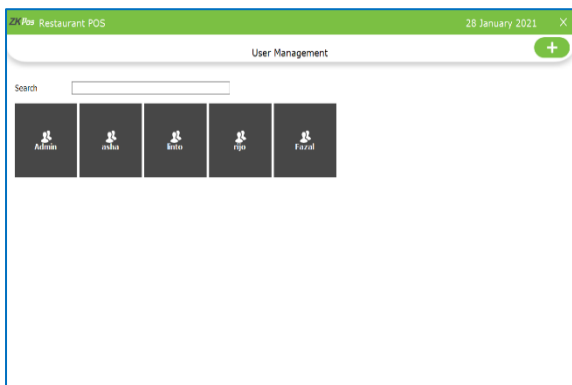 ZKPos Restaurant POS 28 January 2021 X
User Management +
Search
Admin asha linto rijo Fazal